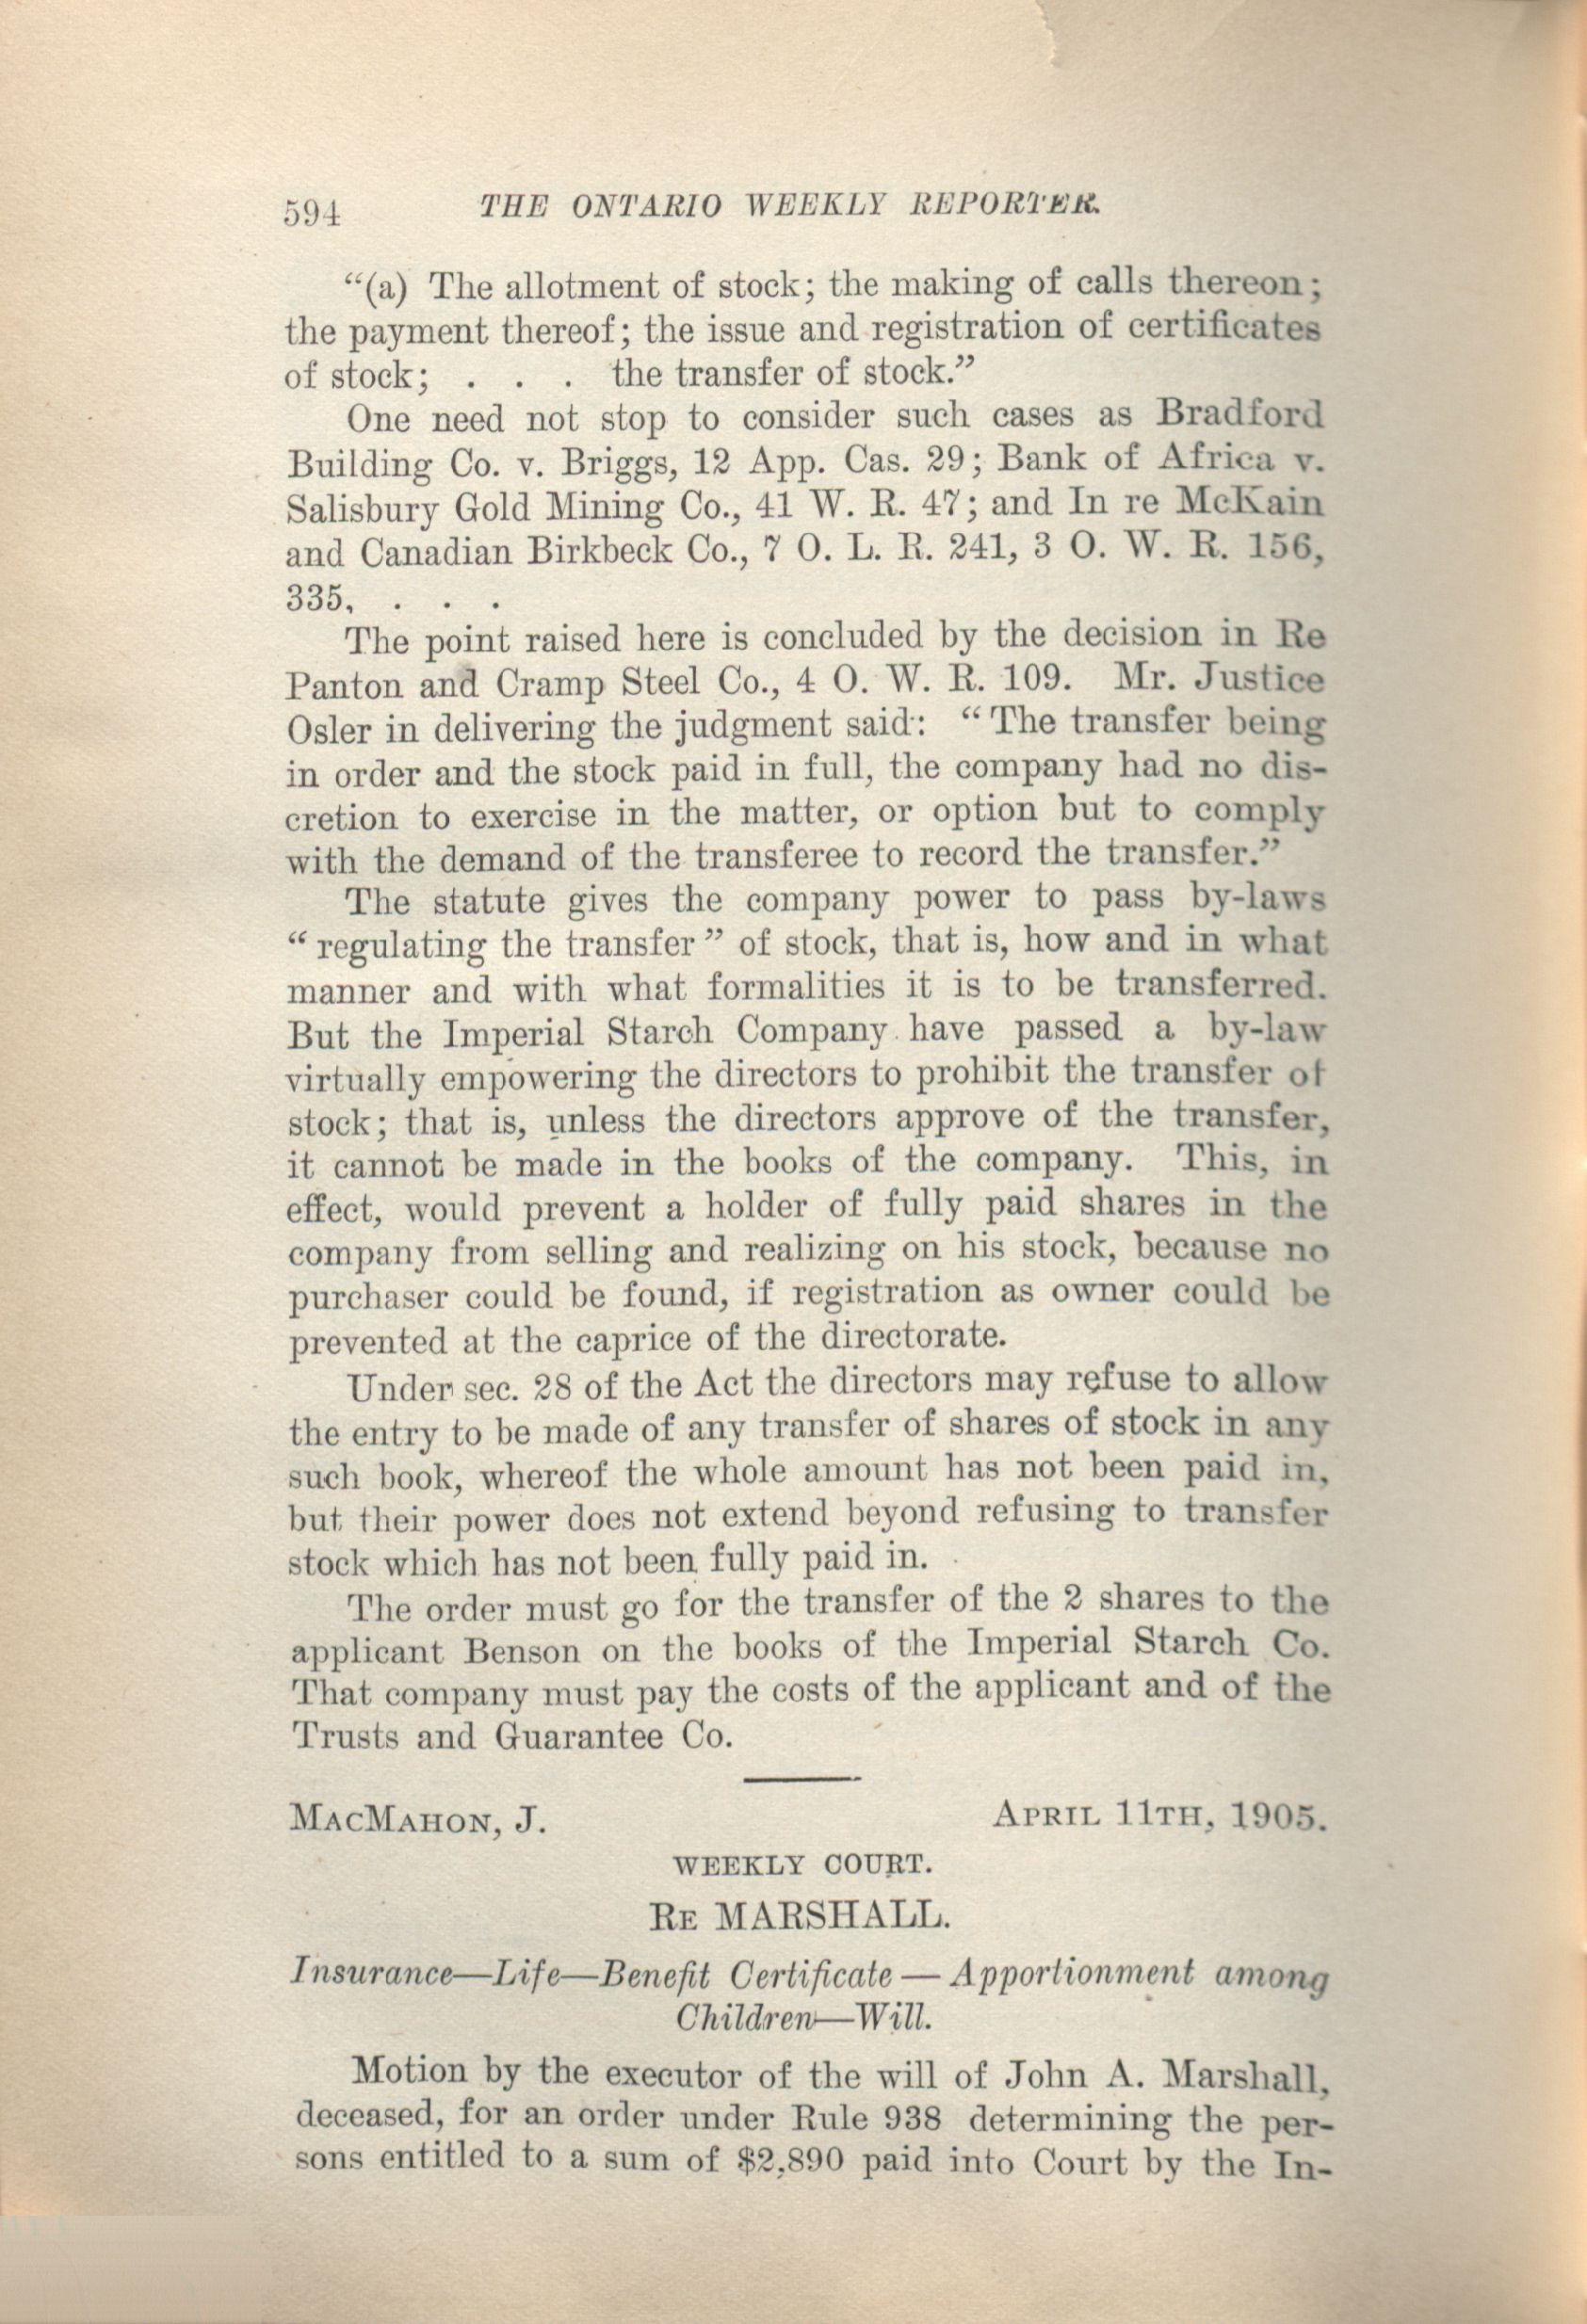 594 THE ONTARIO WEEKLY REPORTER.
“(a) The allotment of stock; the making of calls thereon;
the payment thereof; the issue and registration of certificates
of stock; . . . the transfer of stock.”
One need not stop to consider such cases as Bradford
Building Co. v. Briggs, 12 App. Cas. 29; Bank of Africa v.
Salisbury Gold Mining Co., 41 W. R. 47; and In re McKain
and Canadian Birkbeck Co., 7 O. L. R. 241, 3 O. W. R. 156,
335, . . .
The point raised here is concluded by the decision in Re
Panton and Cramp Steel Co., 4 O. W. R. 109. Mr. Justice
Osler in delivering the judgment said: “The transfer being
in order and the stock paid in full, the company had no dis-
cretion to exercise in the matter, or option but to comply
with the demand of the transferee to record the transfer.”
The statute gives the company power to pass by-laws
“regulating the transfer” of stock, that is, how and in what
manner and with what formalities it is to be transferred.
But the Imperial Starch Company have passed a by-law
virtually empowering the directors to prohibit the transfer of
stock; that is, unless the directors approve of the transfer,
it cannot be made in the books of the company. This, in
effect, would prevent a holder of fully paid shares in the
company from selling and realizing on his stock, because no
purchaser could be found, if registration as owner could be
prevented at the caprice of the directorate.
Under sec. 28 of the Act the directors may refuse to allow
the entry to be made of any transfer of shares of stock in any
such book, whereof the whole amount has not been paid in,
but their power does not extend beyond refusing to transfer
stock which has not been fully paid in.
The order must go for the transfer of the 2 shares to the
applicant Benson on the books of the Imperial Starch Co.
That company must pay the costs of the applicant and of the
Trusts and Guarantee Co.
MACMAHON, J. APRIL 11TH, 1905.
WEEKLY COURT.
RE MARSHALL.
Insurance—Life—Benefit Certificate — Apportionment among
Children—Will.
Motion by the executor of the will of John A. Marshall,
deceased, for an order under Rule 938 determining the per-
sons entitled to a sum of $2,890 paid into Court by the In-